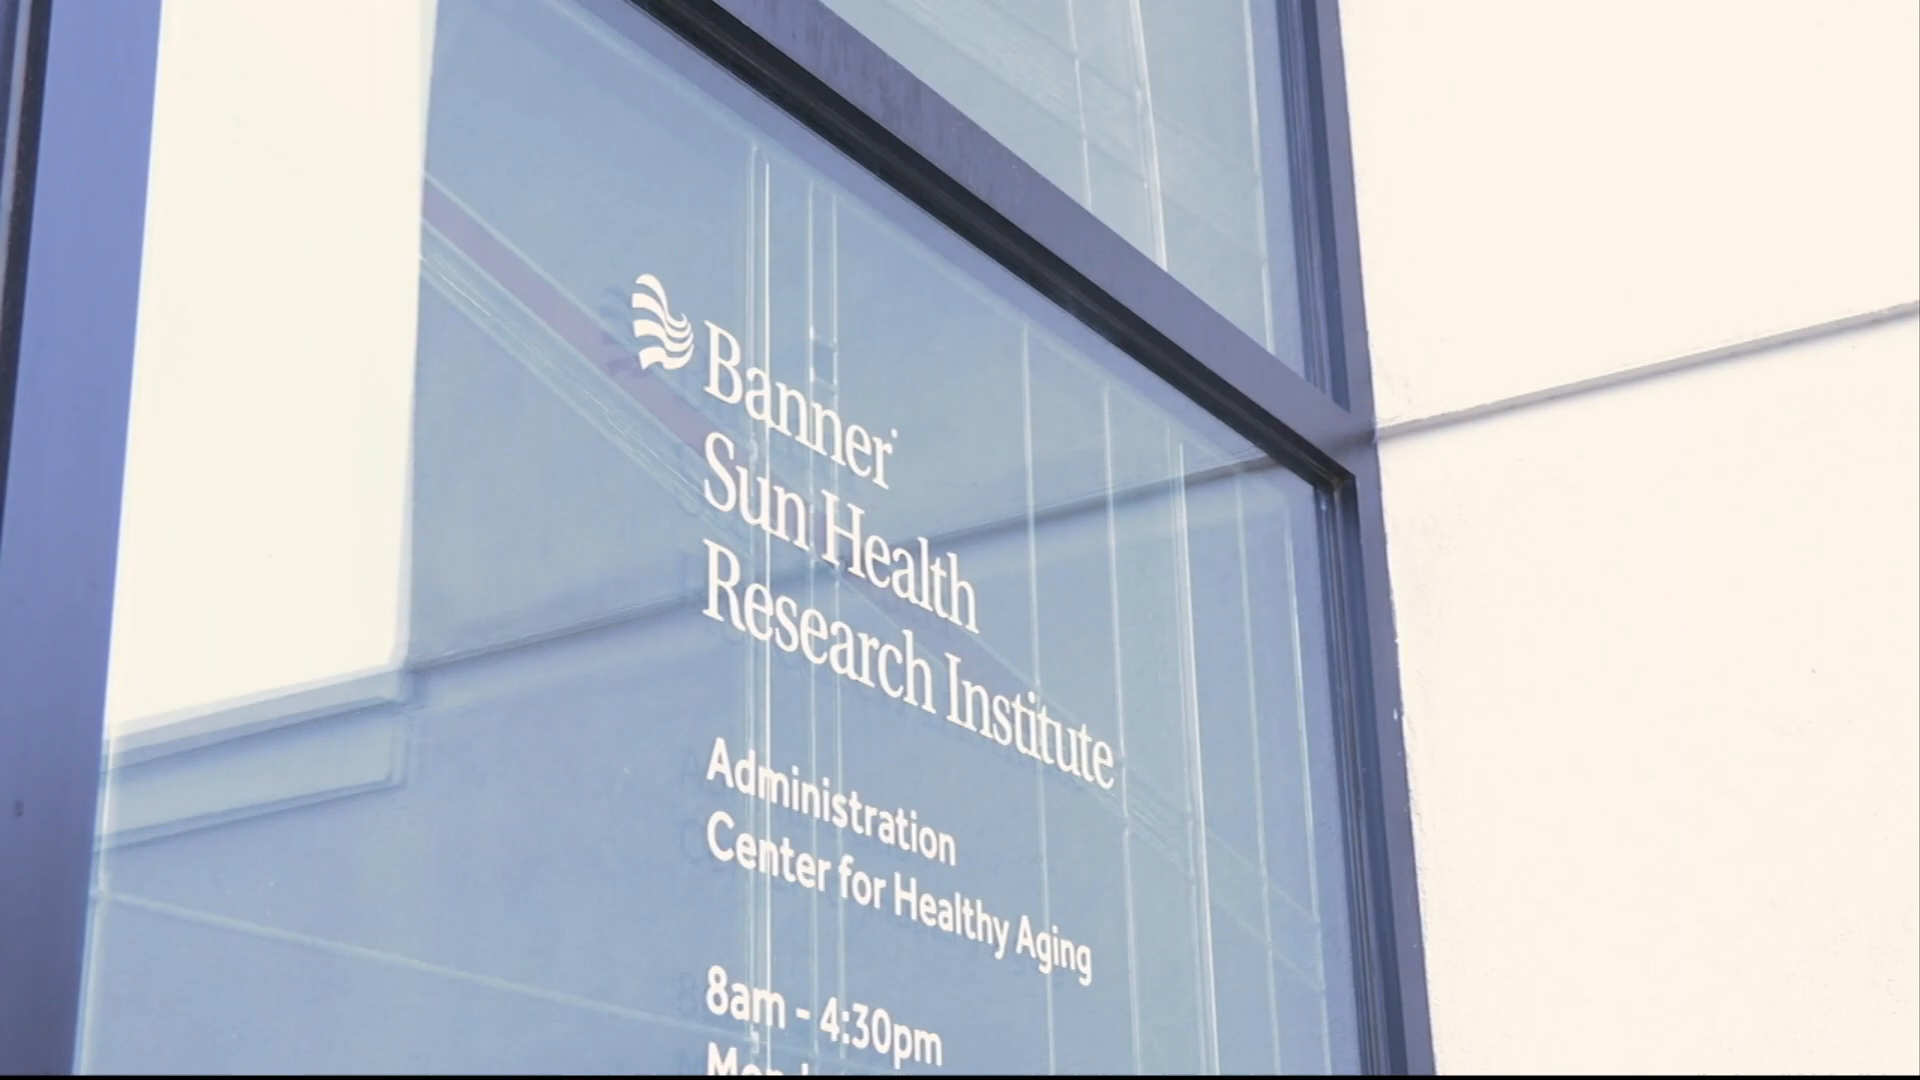 Banner
Sun Health
Research Institute
Administration
Center for Healthy Aging
8am - 4:30pm